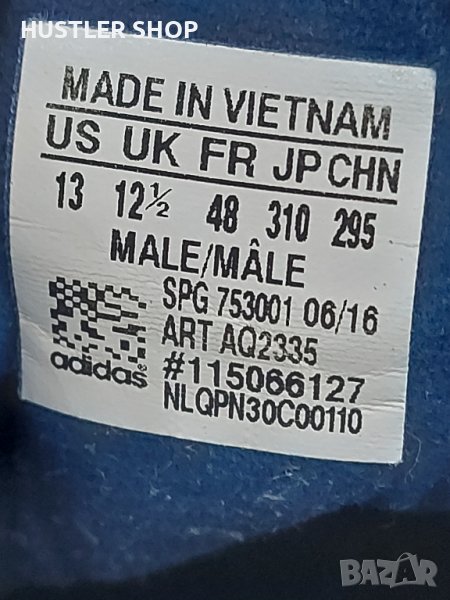 HUSTLER SHOP
MADE IN VIETNAM
US UK FR JP CHN
13 12½ 48 310 295
MALE/MÂLE
SPG 753001 06/16
ART AQ2335
adidas #115066127
NLQPN30C00110
BAZAR